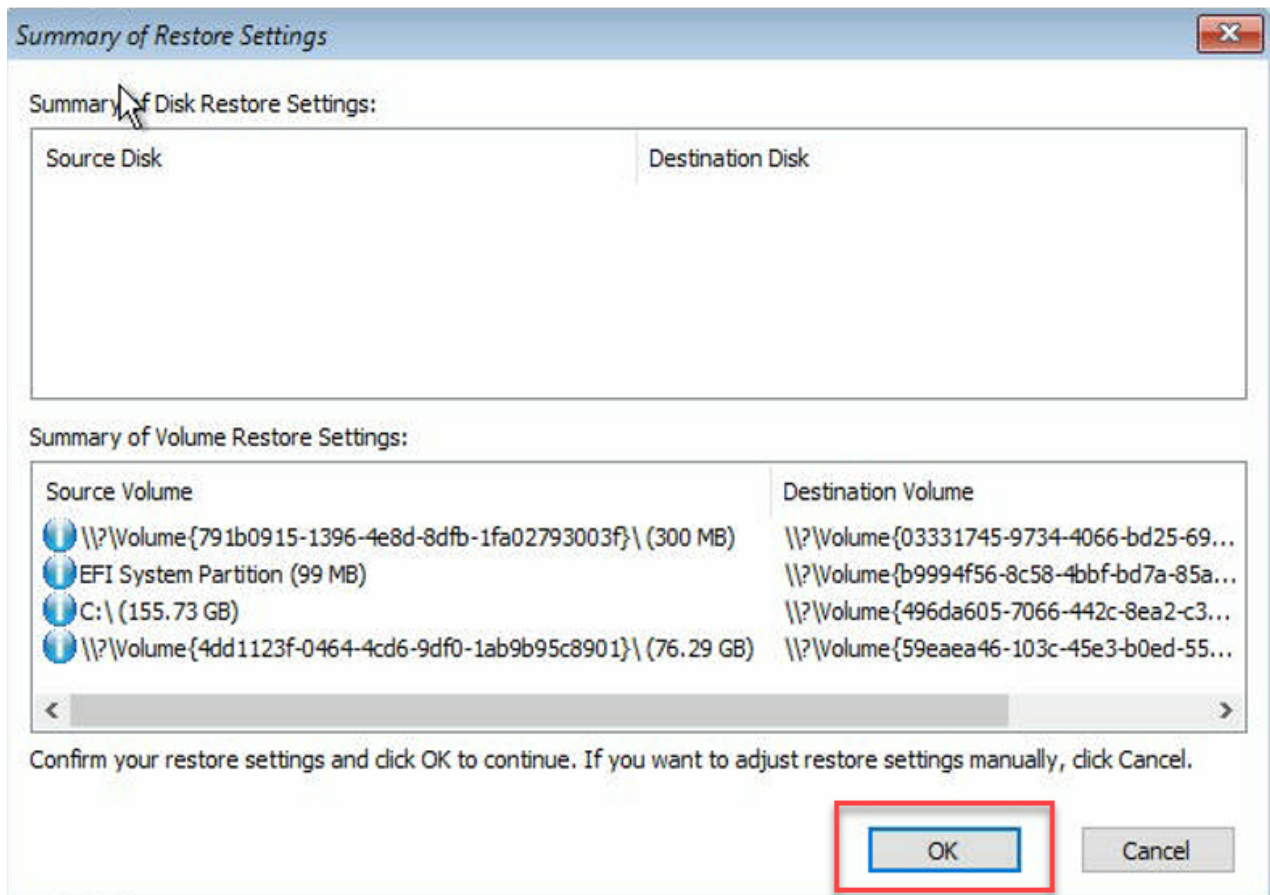 Summary of Restore Settings
Summary of Disk Restore Settings:
Source Disk Destination Disk
Summary of Volume Restore Settings:
Source Volume Destination Volume
\\?\Volume{791b0915-1396-4e8d-8dfb-1fa02793003f}\ (300 MB) \\?\Volume{03331745-9734-4066-bd25-69...
EFI System Partition (99 MB) \\?\Volume{b9994f56-8c58-4bbf-bd7a-85a...
C:\ (155.73 GB) \\?\Volume{496da605-7066-442c-8ea2-c3...
\\?\Volume{4dd1123f-0464-4cd6-9df0-1ab9b95c8901}\ (76.29 GB) \\?\Volume{59eaea46-103c-45e3-b0ed-55...
Confirm your restore settings and click OK to continue. If you want to adjust restore settings manually, click Cancel.
OK Cancel